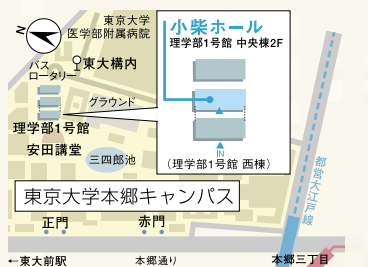 N
東京大学
医学部附属病院
バス
ロータリー
東大構内
グラウンド
理学部1号館
安田講堂
三四郎池
小柴ホール
理学部1号館 中央棟2F
IN
(理学部1号館 西棟)
東京大学本郷キャンパス
正門
赤門
都営大江戸線
←東大前駅
本郷通り
本郷三丁目